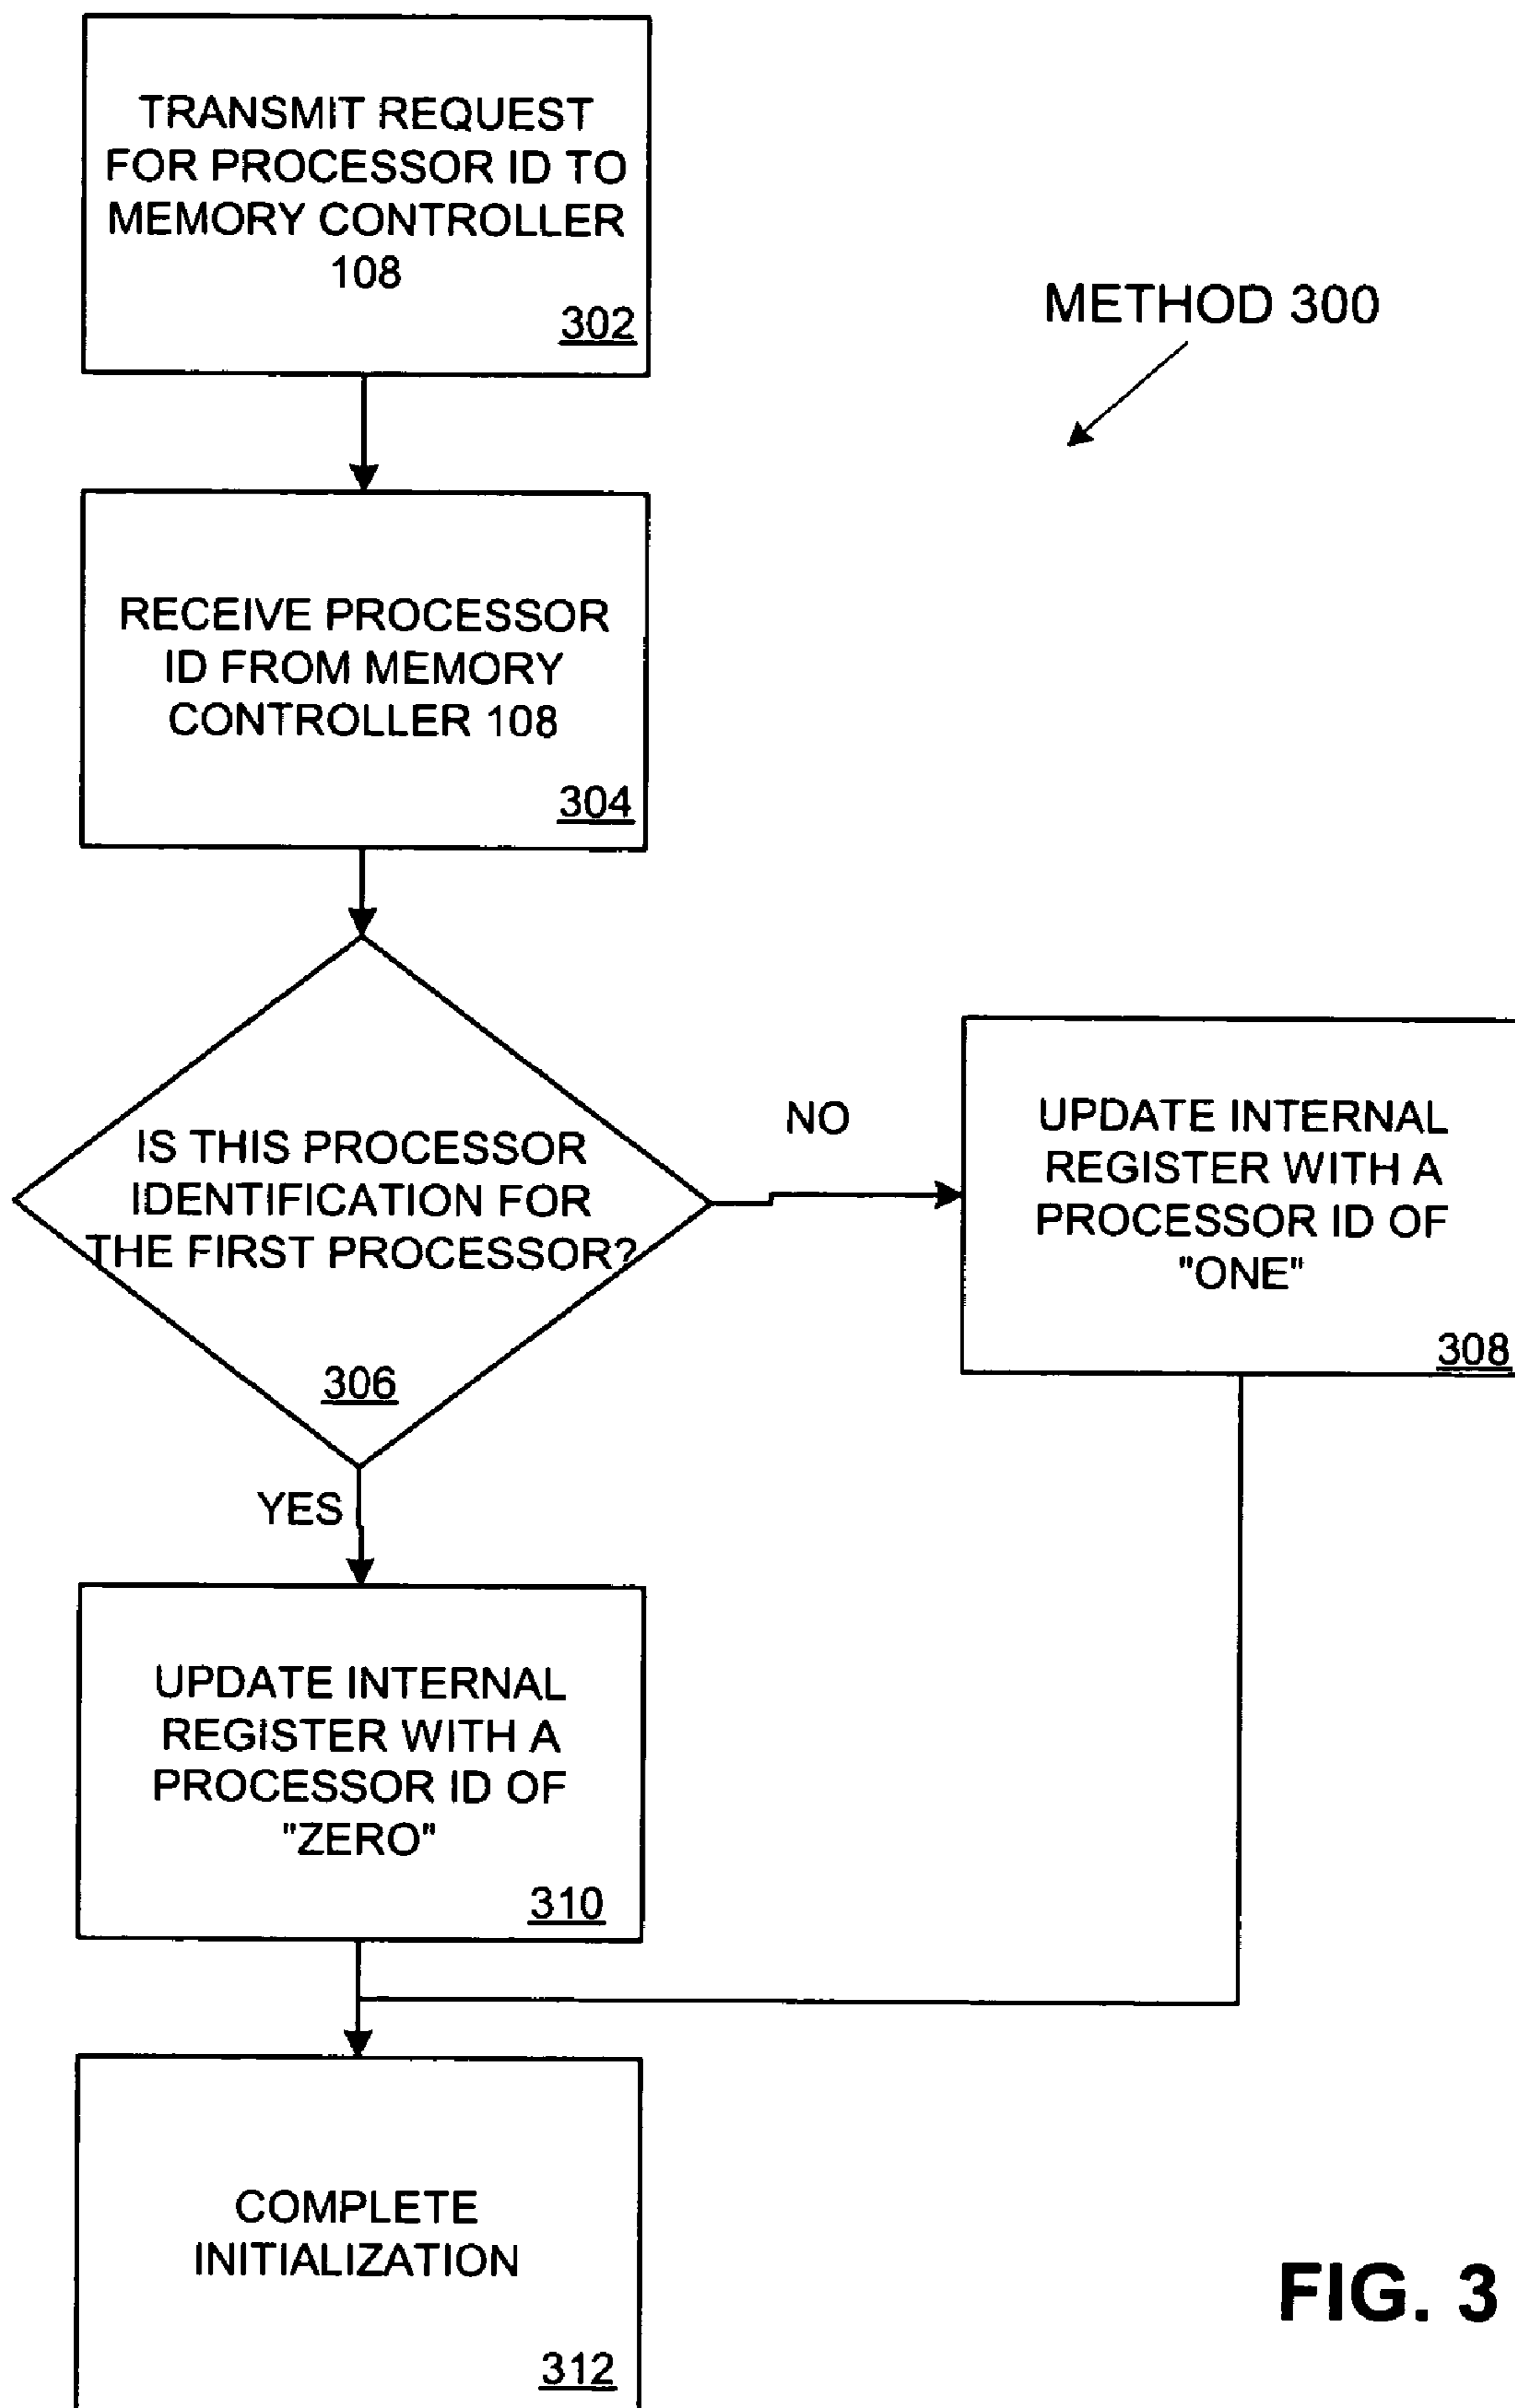 TRANSMIT REQUEST
FOR PROCESSOR ID TO
MEMORY CONTROLLER
108
302
METHOD 300
RECEIVE PROCESSOR
ID FROM MEMORY
CONTROLLER 108
304
IS THIS PROCESSOR
IDENTIFICATION FOR
THE FIRST PROCESSOR?
306
NO
UPDATE INTERNAL
REGISTER WITH A
PROCESSOR ID OF
"ONE"
308
YES
UPDATE INTERNAL
REGISTER WITH A
PROCESSOR ID OF
"ZERO"
310
COMPLETE
INITIALIZATION
312
FIG. 3